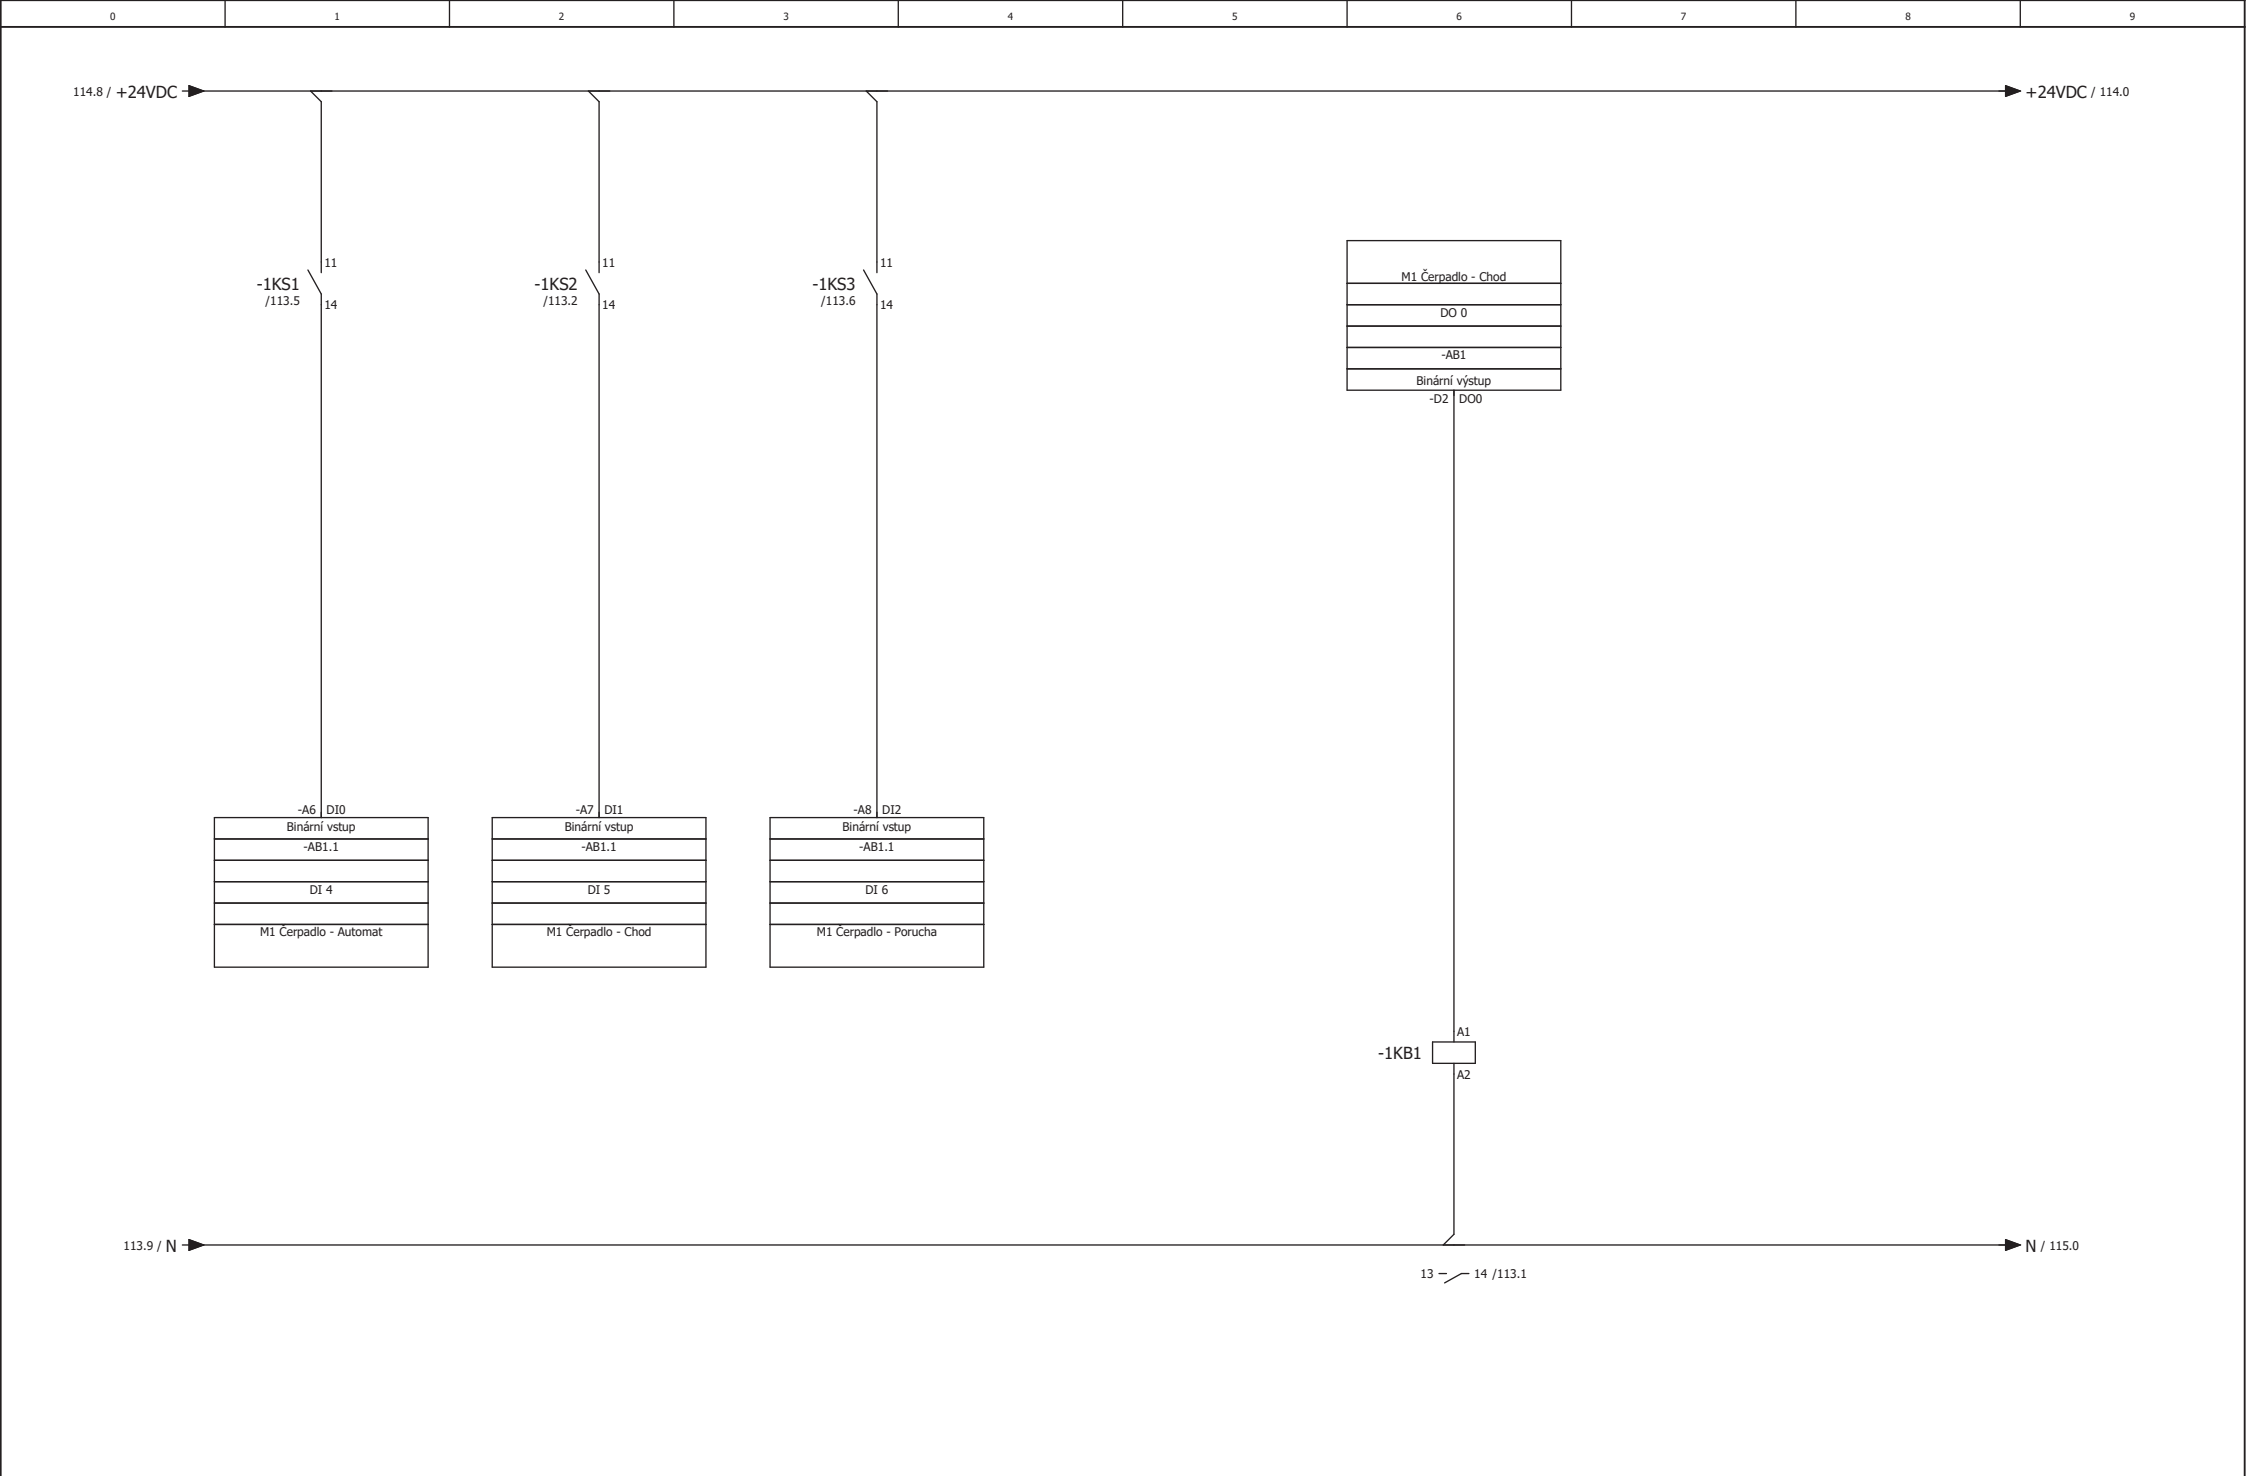 0 1 2 3 4 5 6 7 8 9
114.8 / +24VDC
+24VDC / 114.0
-1KS1
/113.5
11
14
-1KS2
/113.2
11
14
-1KS3
/113.6
11
14
M1 Čerpadlo - Chod
DO 0
-AB1
Binární výstup
-D2 DO0
-A6 DI0
Binární vstup
-AB1.1
DI 4
M1 Čerpadlo - Automat
-A7 DI1
Binární vstup
-AB1.1
DI 5
M1 Čerpadlo - Chod
-A8 DI2
Binární vstup
-AB1.1
DI 6
M1 Čerpadlo - Porucha
A1
-1KB1
A2
113.9 / N
N / 115.0
13 14 /113.1